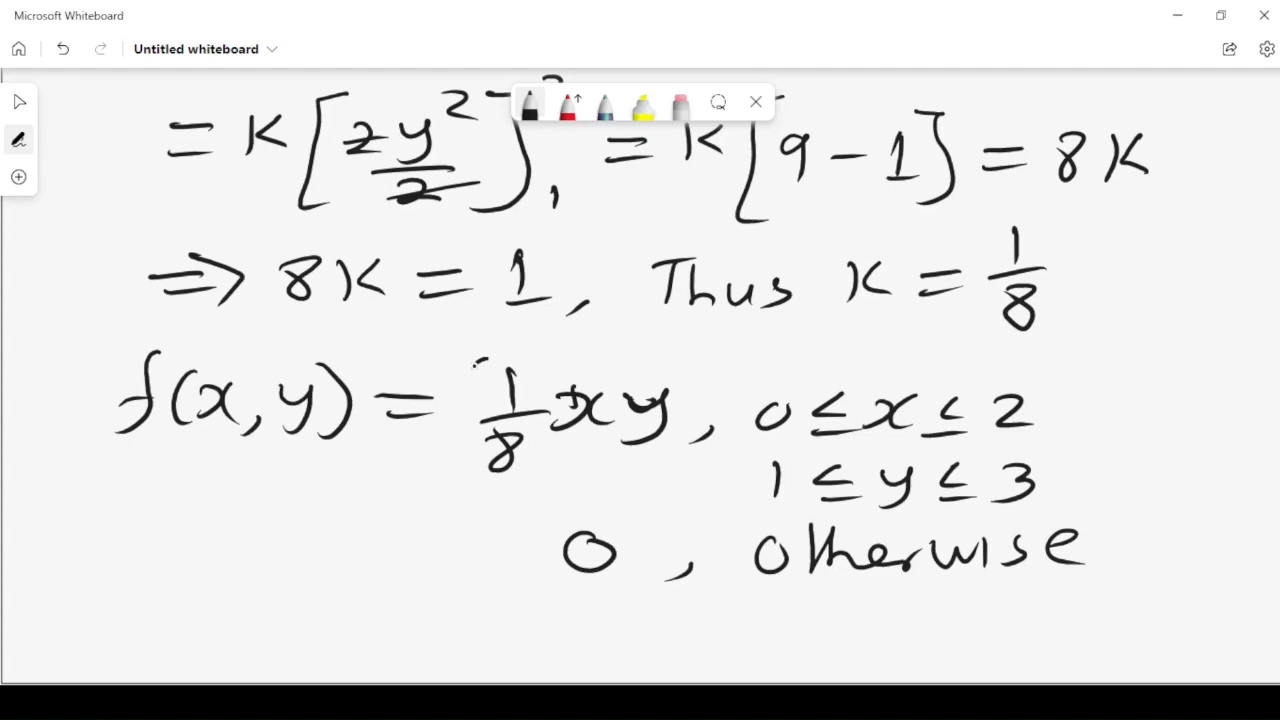 Microsoft Whiteboard
Untitled whiteboard
= K [2y²/2]₁ = K [9 - 1] = 8K
⇒ 8K = 1, Thus K = 1/8
f(x, y) = 1/8 xy, 0 ≤ x ≤ 2
1 ≤ y ≤ 3
0, otherwise